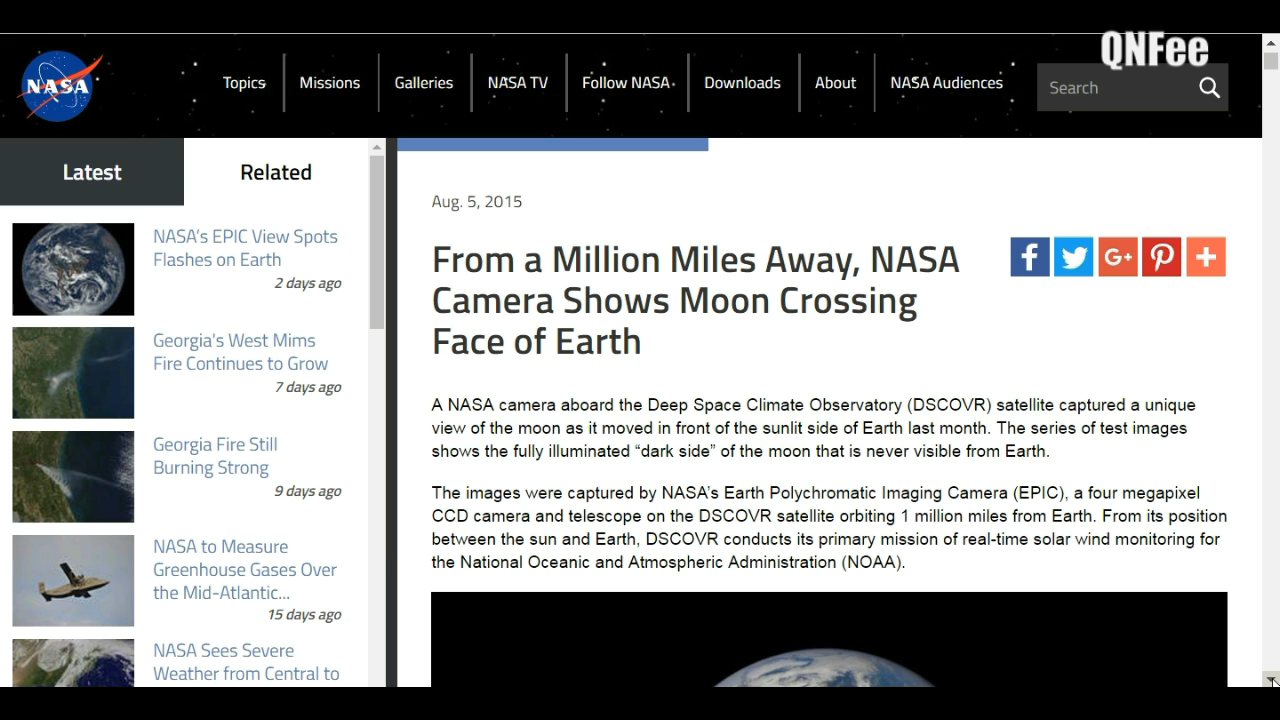 QNFee
NASA
Topics
Missions
Galleries
NASA TV
Follow NASA
Downloads
About
NASA Audiences
Search
Latest
Related
NASA's EPIC View Spots
Flashes on Earth
2 days ago
Georgia's West Mims
Fire Continues to Grow
7 days ago
Georgia Fire Still
Burning Strong
9 days ago
NASA to Measure
Greenhouse Gases Over
the Mid-Atlantic...
15 days ago
NASA Sees Severe
Weather from Central to
Aug. 5, 2015
From a Million Miles Away, NASA
Camera Shows Moon Crossing
Face of Earth
A NASA camera aboard the Deep Space Climate Observatory (DSCOVR) satellite captured a unique
view of the moon as it moved in front of the sunlit side of Earth last month. The series of test images
shows the fully illuminated “dark side” of the moon that is never visible from Earth.
The images were captured by NASA's Earth Polychromatic Imaging Camera (EPIC), a four megapixel
CCD camera and telescope on the DSCOVR satellite orbiting 1 million miles from Earth. From its position
between the sun and Earth, DSCOVR conducts its primary mission of real-time solar wind monitoring for
the National Oceanic and Atmospheric Administration (NOAA).